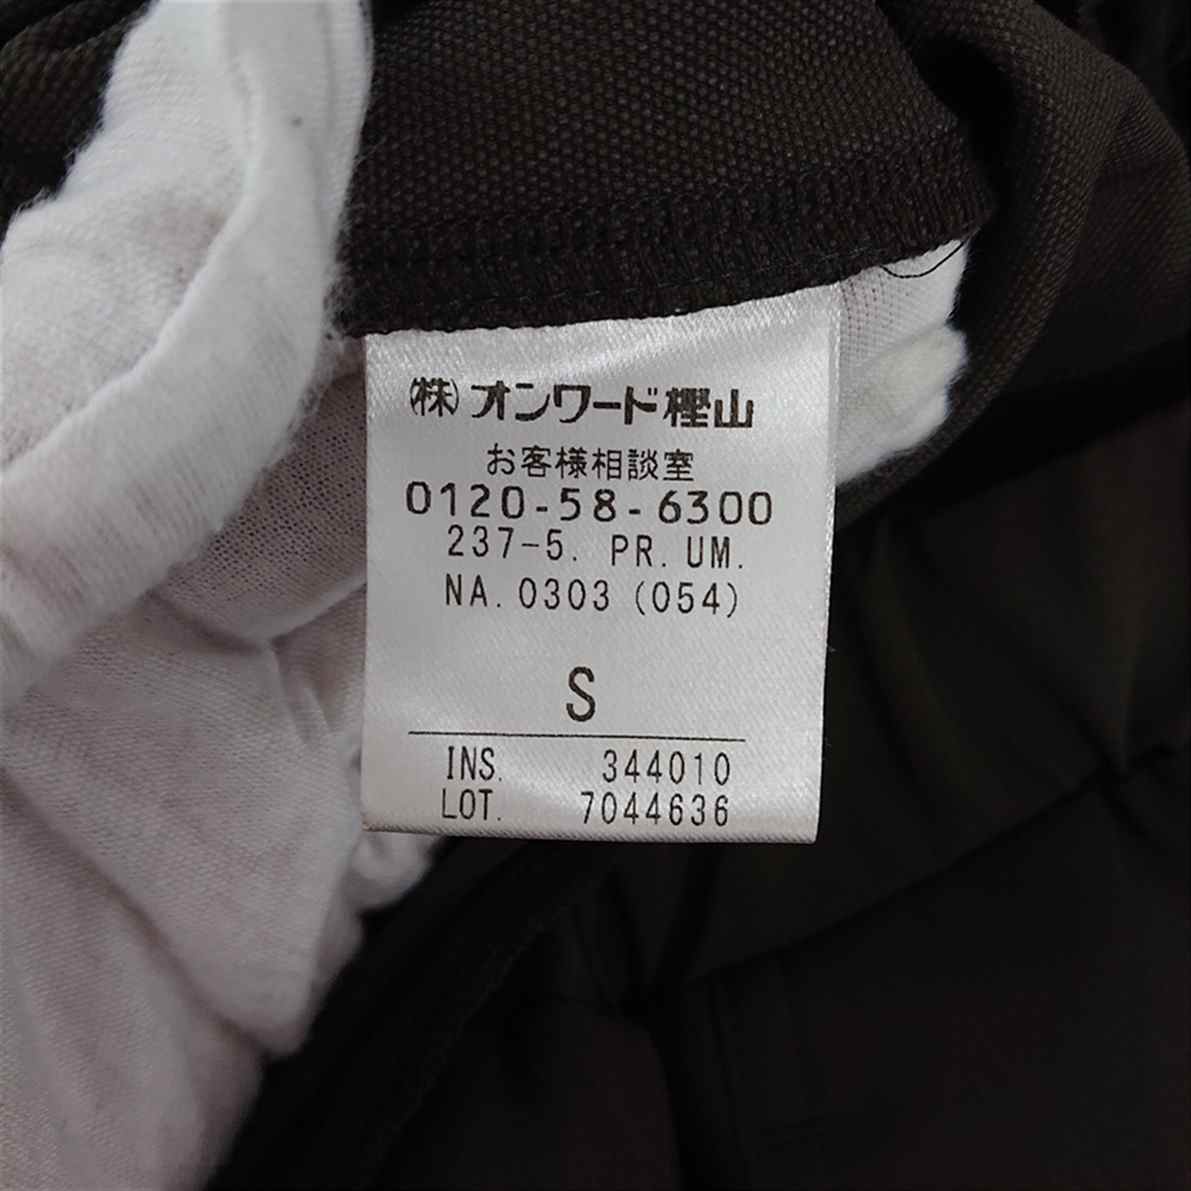 (株)オンワード樫山
お客様相談室
0120-58-6300
237-5. PR. UM.
NA. 0303 (054)
S
INS. 344010
LOT. 7044636